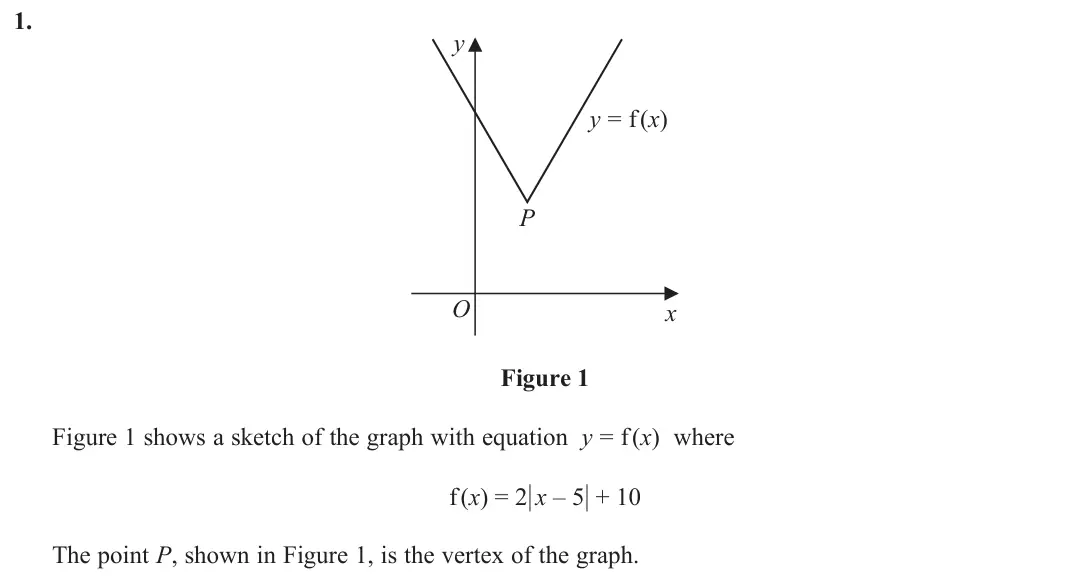 1.
y
y = f(x)
P
O
x
Figure 1
Figure 1 shows a sketch of the graph with equation y = f(x) where
f(x) = 2|x – 5| + 10
The point P, shown in Figure 1, is the vertex of the graph.